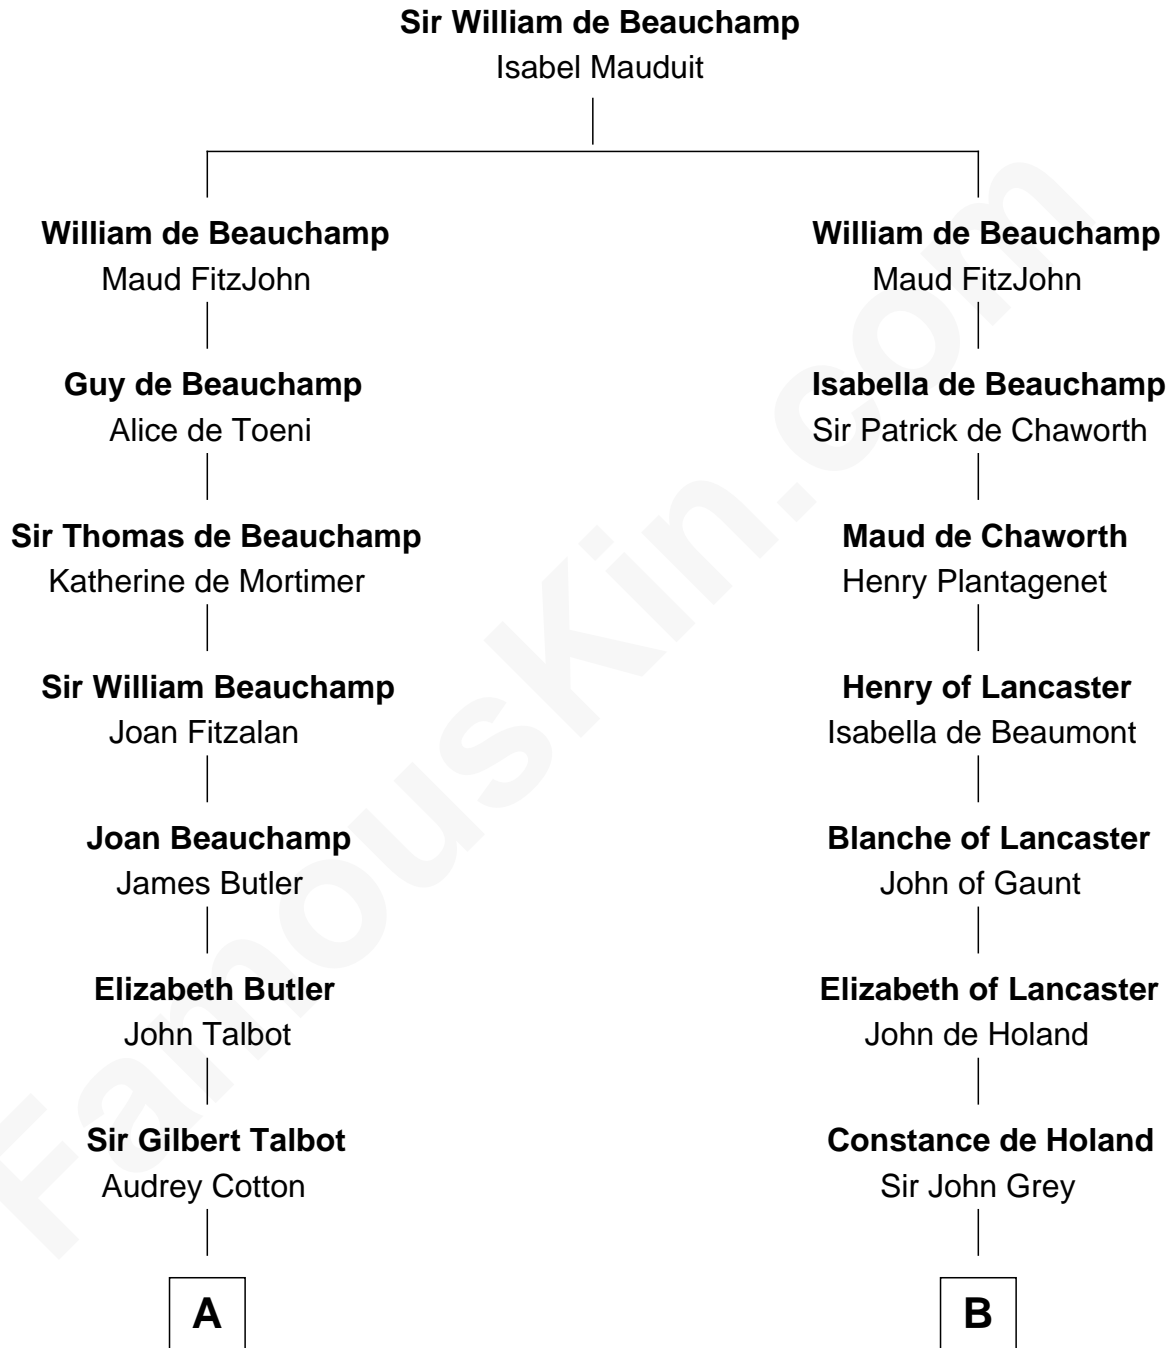 Sir William de Beauchamp
Isabel Mauduit
William de Beauchamp
Maud FitzJohn
Guy de Beauchamp
Alice de Toeni
Sir Thomas de Beauchamp
Katherine de Mortimer
Sir William Beauchamp
Joan Fitzalan
Joan Beauchamp
James Butler
Elizabeth Butler
John Talbot
Sir Gilbert Talbot
Audrey Cotton
A
William de Beauchamp
Maud FitzJohn
Isabella de Beauchamp
Sir Patrick de Chaworth
Maud de Chaworth
Henry Plantagenet
Henry of Lancaster
Isabella de Beaumont
Blanche of Lancaster
John of Gaunt
Elizabeth of Lancaster
John de Holand
Constance de Holand
Sir John Grey
B
FamousKin.com